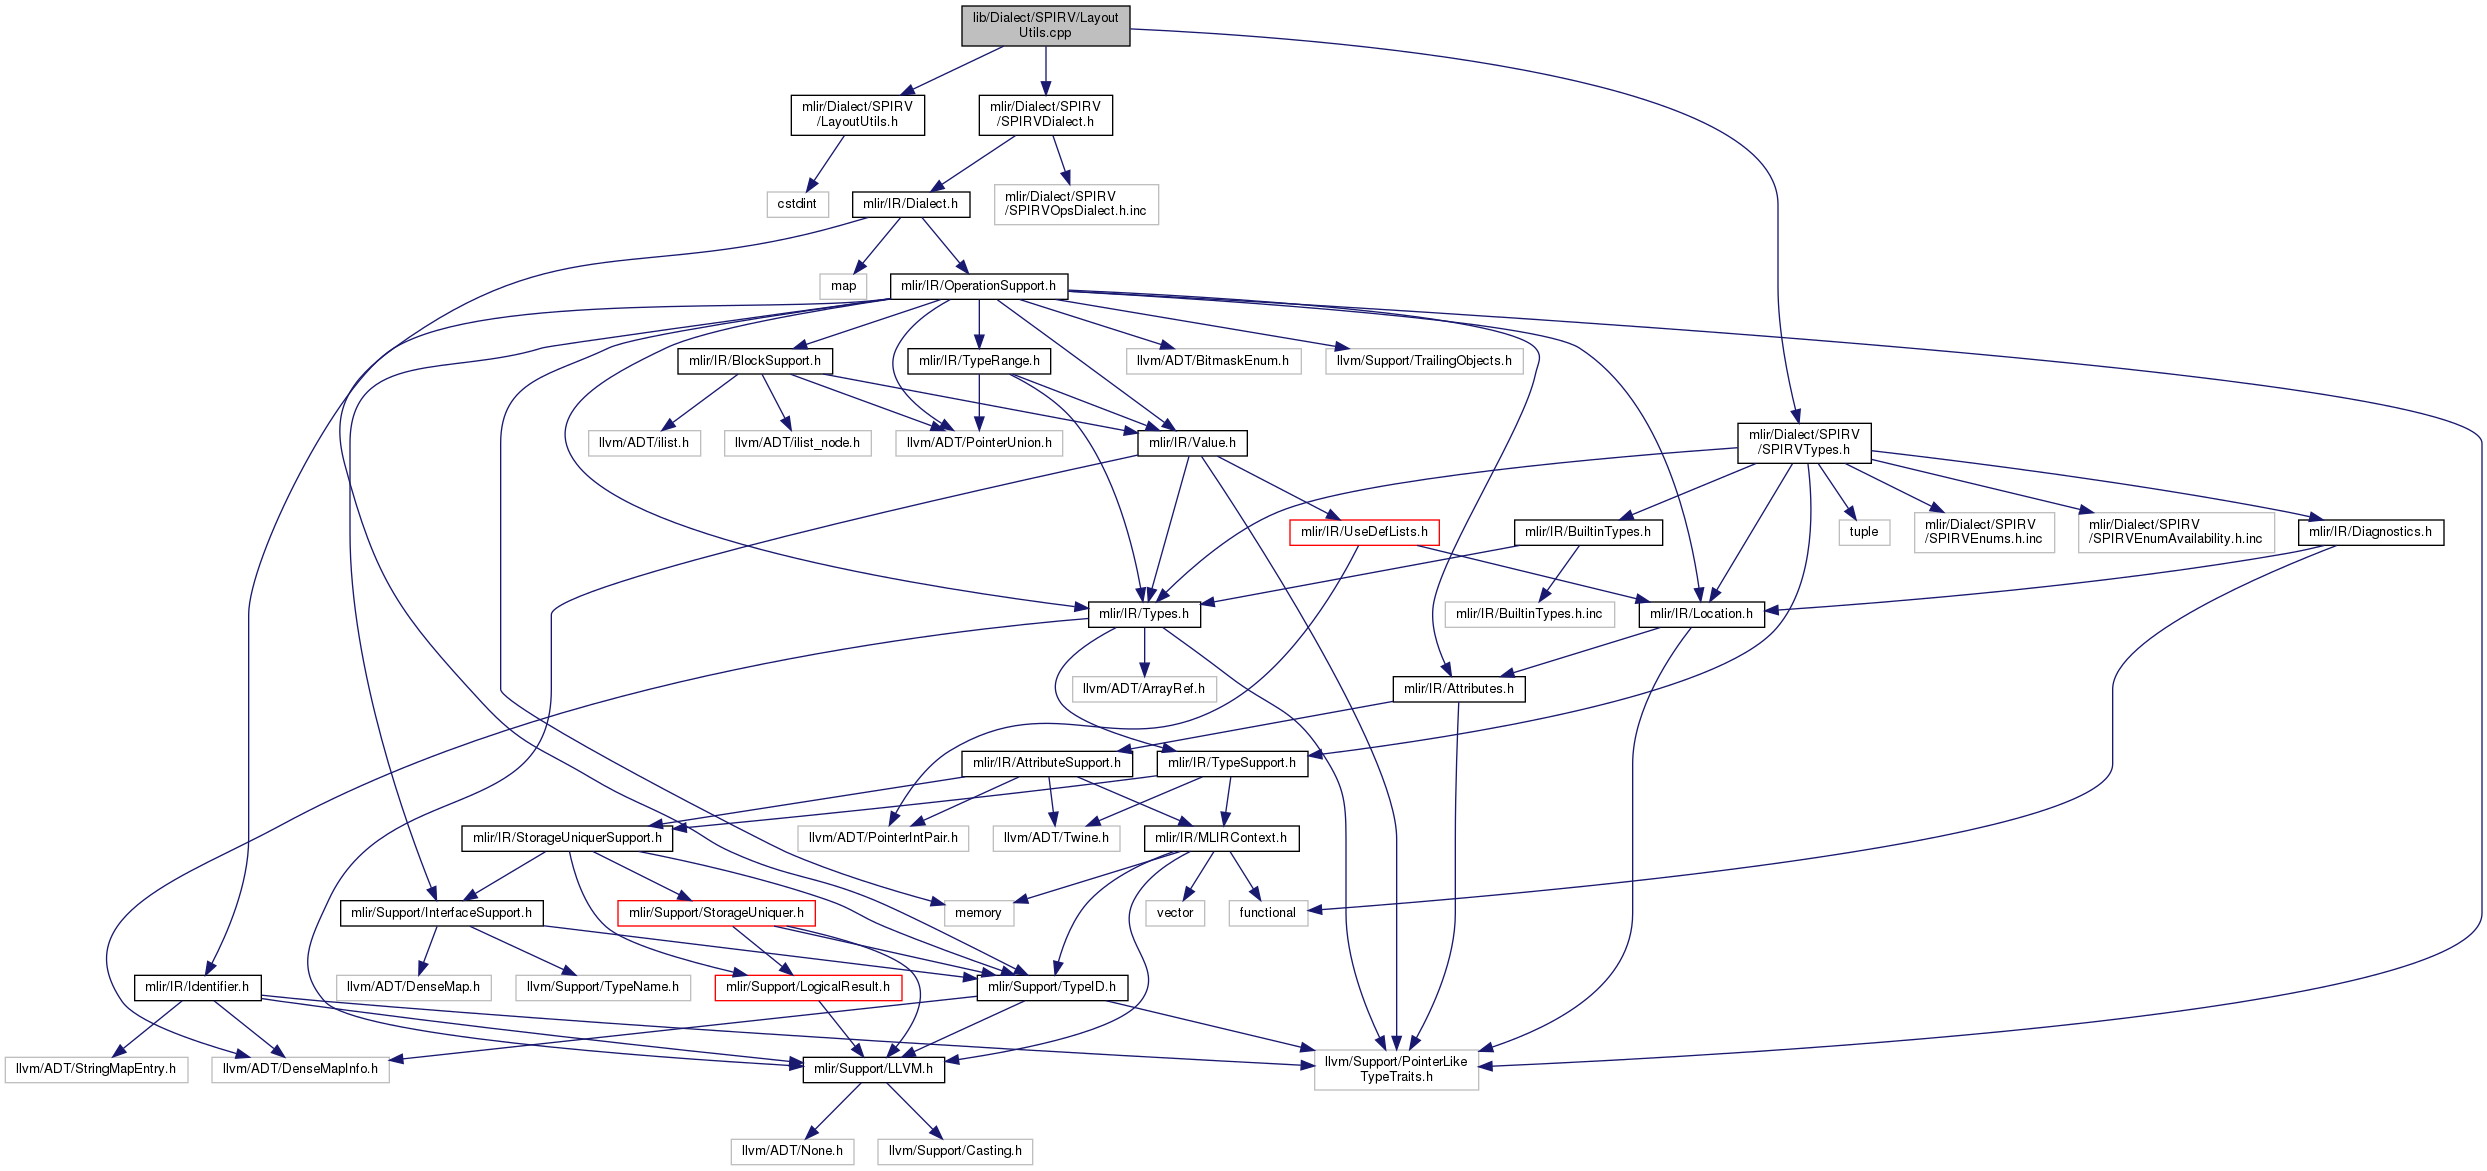 lib/Dialect/SPIRV/Layout
Utils.cpp
mlir/Dialect/SPIRV
/LayoutUtils.h
mlir/Dialect/SPIRV
/SPIRVDialect.h
cstdint
mlir/IR/Dialect.h
mlir/Dialect/SPIRV
/SPIRVOpsDialect.h.inc
map
mlir/IR/OperationSupport.h
mlir/IR/BlockSupport.h
mlir/IR/TypeRange.h
llvm/ADT/BitmaskEnum.h
llvm/Support/TrailingObjects.h
llvm/ADT/ilist.h
llvm/ADT/ilist_node.h
llvm/ADT/PointerUnion.h
mlir/IR/Value.h
mlir/Dialect/SPIRV
/SPIRVTypes.h
mlir/IR/UseDefLists.h
mlir/IR/BuiltinTypes.h
tuple
mlir/Dialect/SPIRV
/SPIRVEnums.h.inc
mlir/Dialect/SPIRV
/SPIRVEnumAvailability.h.inc
mlir/IR/Diagnostics.h
mlir/IR/Types.h
mlir/IR/BuiltinTypes.h.inc
mlir/IR/Location.h
llvm/ADT/ArrayRef.h
mlir/IR/Attributes.h
mlir/IR/AttributeSupport.h
mlir/IR/TypeSupport.h
mlir/IR/StorageUniquerSupport.h
llvm/ADT/PointerIntPair.h
llvm/ADT/Twine.h
mlir/IR/MLIRContext.h
mlir/Support/InterfaceSupport.h
mlir/Support/StorageUniquer.h
memory
vector
functional
mlir/IR/Identifier.h
llvm/ADT/DenseMap.h
llvm/Support/TypeName.h
mlir/Support/LogicalResult.h
mlir/Support/TypeID.h
llvm/ADT/StringMapEntry.h
llvm/ADT/DenseMapInfo.h
mlir/Support/LLVM.h
llvm/Support/PointerLike
TypeTraits.h
llvm/ADT/None.h
llvm/Support/Casting.h